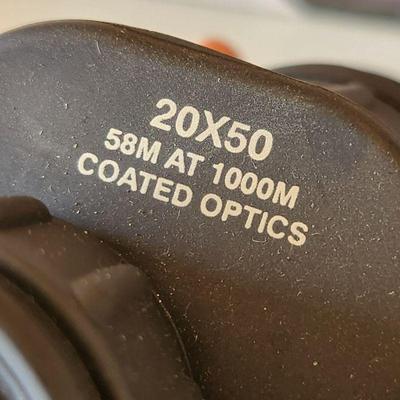 20X50
58M AT 1000M
COATED OPTICS